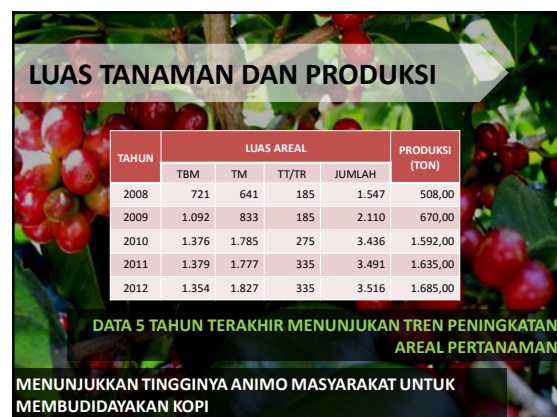 LUAS TANAMAN DAN PRODUKSI
TAHUN LUAS AREAL PRODUKSI (TON)
TBM TM TT/TR JUMLAH
2008 721 641 185 1.547 508,00
2009 1.092 833 185 2.110 670,00
2010 1.376 1.785 275 3.436 1.592,00
2011 1.379 1.777 335 3.491 1.635,00
2012 1.354 1.827 335 3.516 1.685,00
DATA 5 TAHUN TERAKHIR MENUNJUKAN TREN PENINGKATAN
AREAL PERTANAMAN
MENUNJUKKAN TINGGINYA ANIMO MASYARAKAT UNTUK
MEMBUDIDAYAKAN KOPI